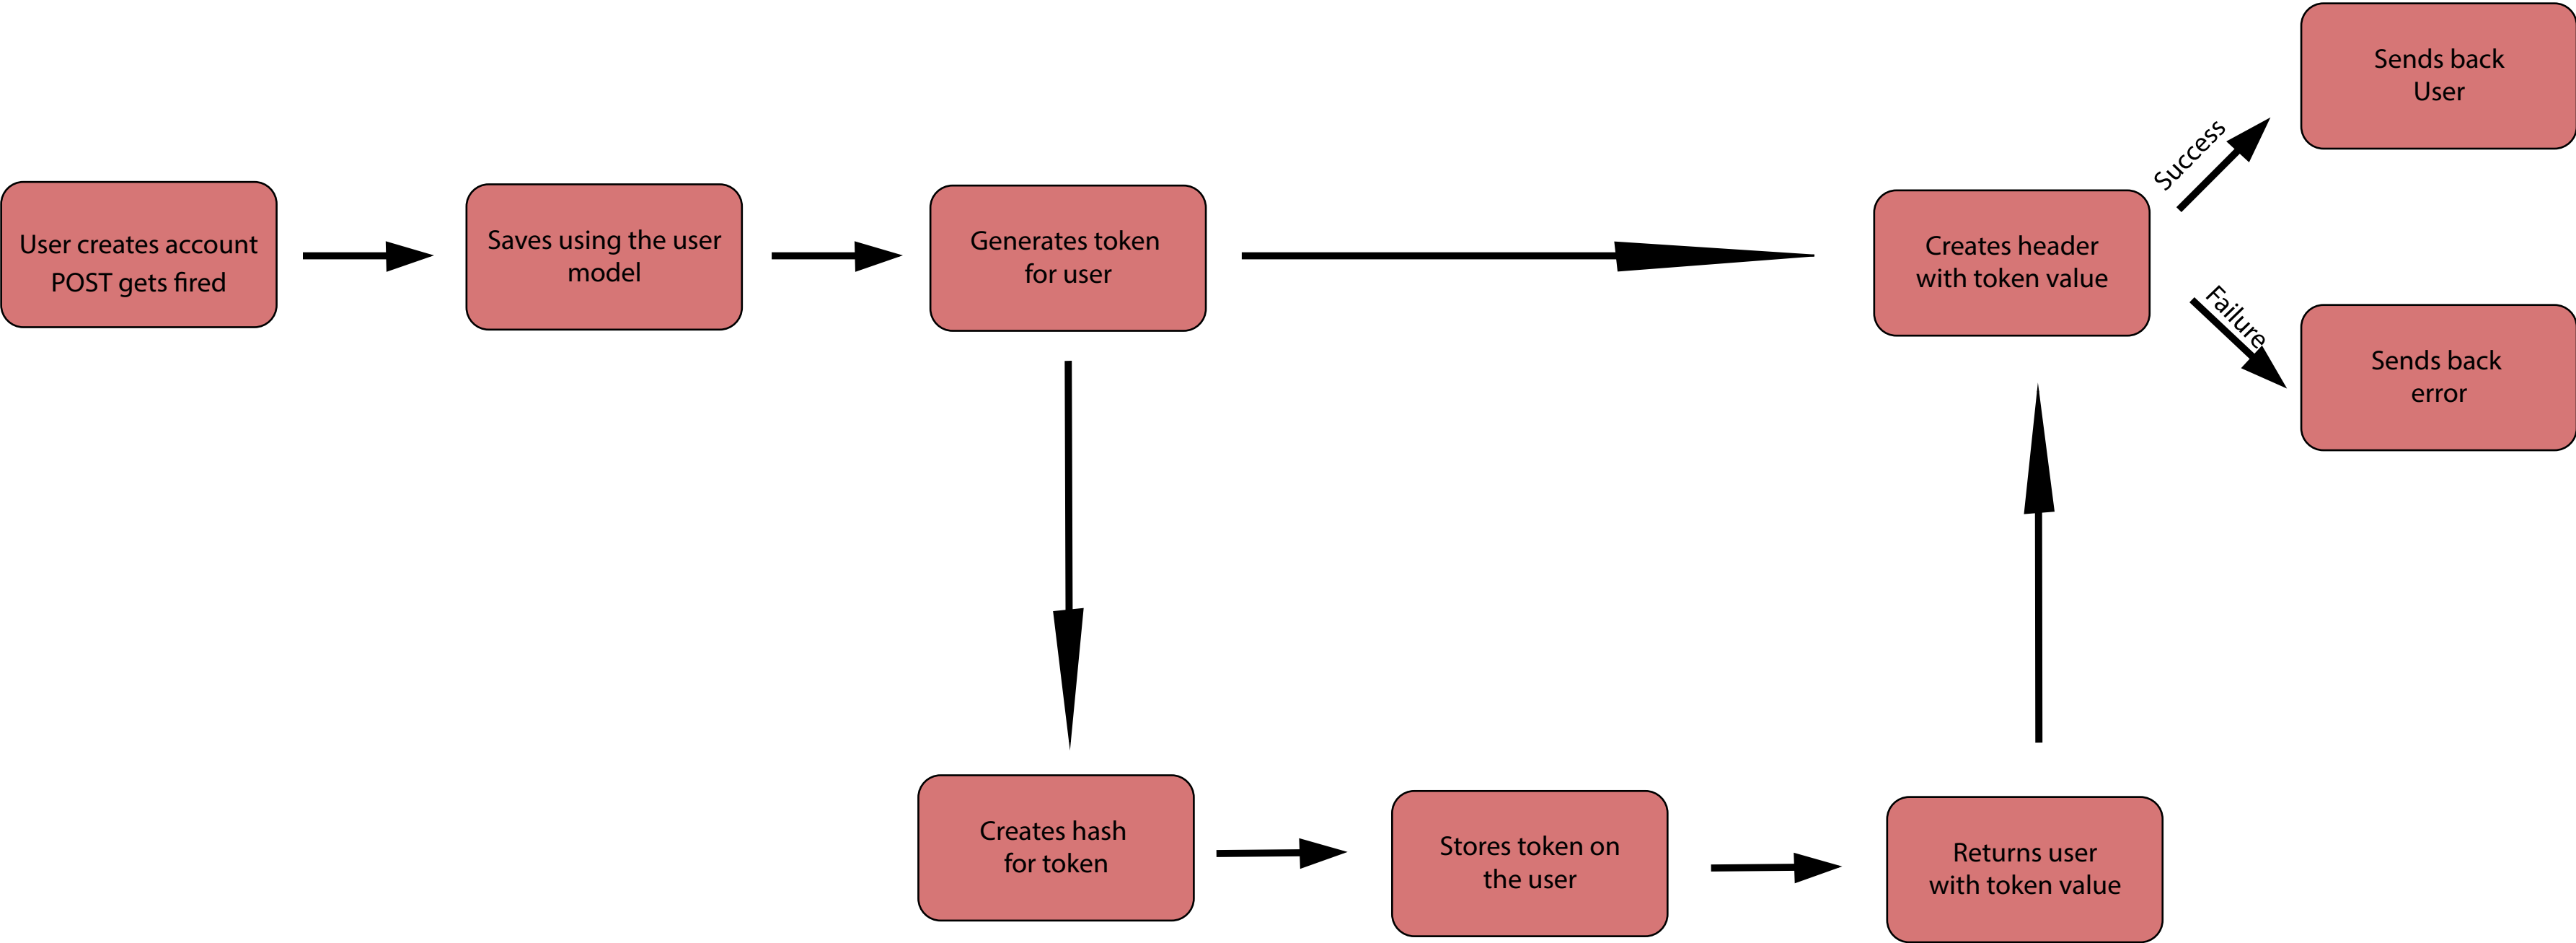 User creates account
POST gets fired
Saves using the user
model
Generates token
for user
Creates header
with token value
Success
Sends back
User
Failure
Sends back
error
Creates hash
for token
Stores token on
the user
Returns user
with token value